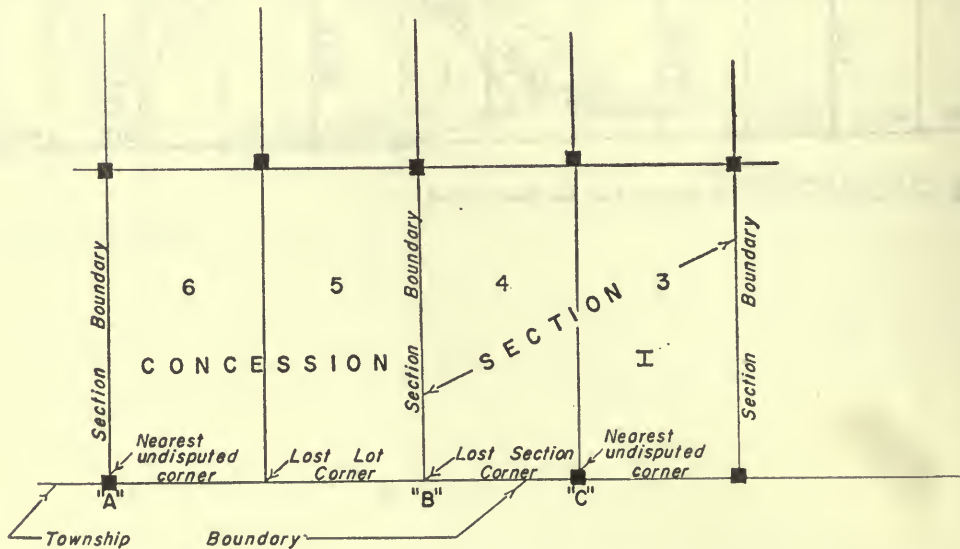 6
5
4
3
SECTION
CONCESSION
I
Section Boundary
Section Boundary
Section Boundary
Nearest
undisputed
corner
Lost Lot
Corner
Lost Section
Corner
Nearest
undisputed
corner
"A"
"B"
"C"
Township Boundary